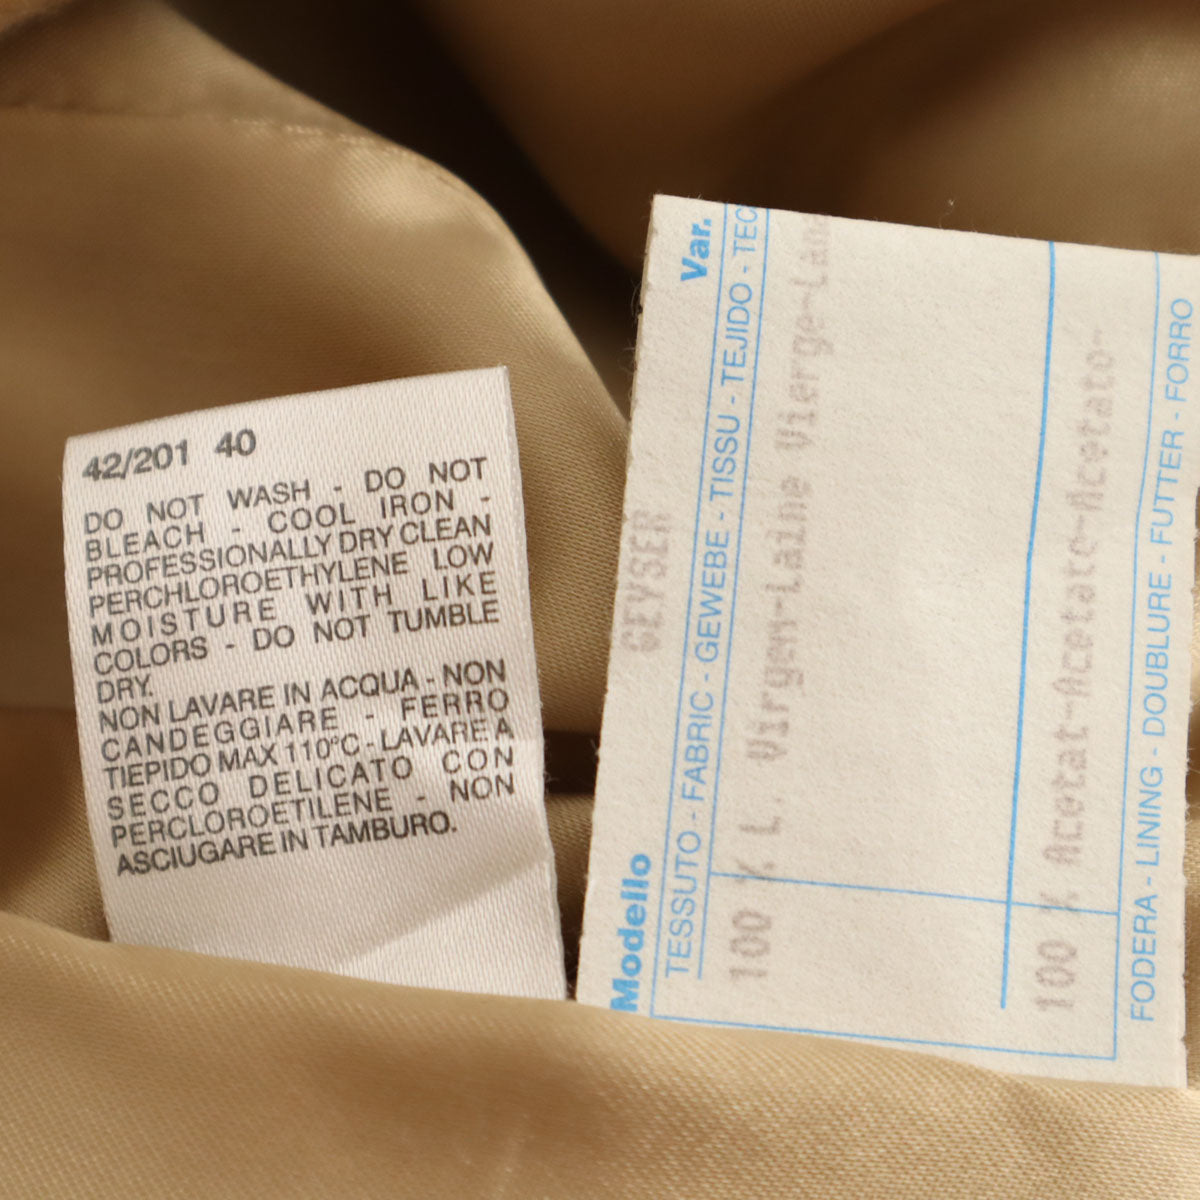 42/201 40
DO NOT WASH - DO NOT
BLEACH - COOL IRON -
PROFESSIONALLY DRY CLEAN
PERCHLOROETHYLENE LOW
MOISTURE WITH LIKE
COLORS - DO NOT TUMBLE
DRY.
NON LAVARE IN ACQUA - NON
CANDEGGIARE - FERRO
TIEPIDO MAX 110°C - LAVARE A
SECCO DELICATO CON
PERCLOROETILENE - NON
ASCIUGARE IN TAMBURO.
Modello GEYSER Var.
TESSUTO - FABRIC - GEWEBE - TISSU - TEJIDO - TEC
100 % L. Virgen-Laine Vierge-Lana
100 % Acetat-Acetate-Acetato-
FODERA - LINING - DOUBLURE - FUTTER - FORRO